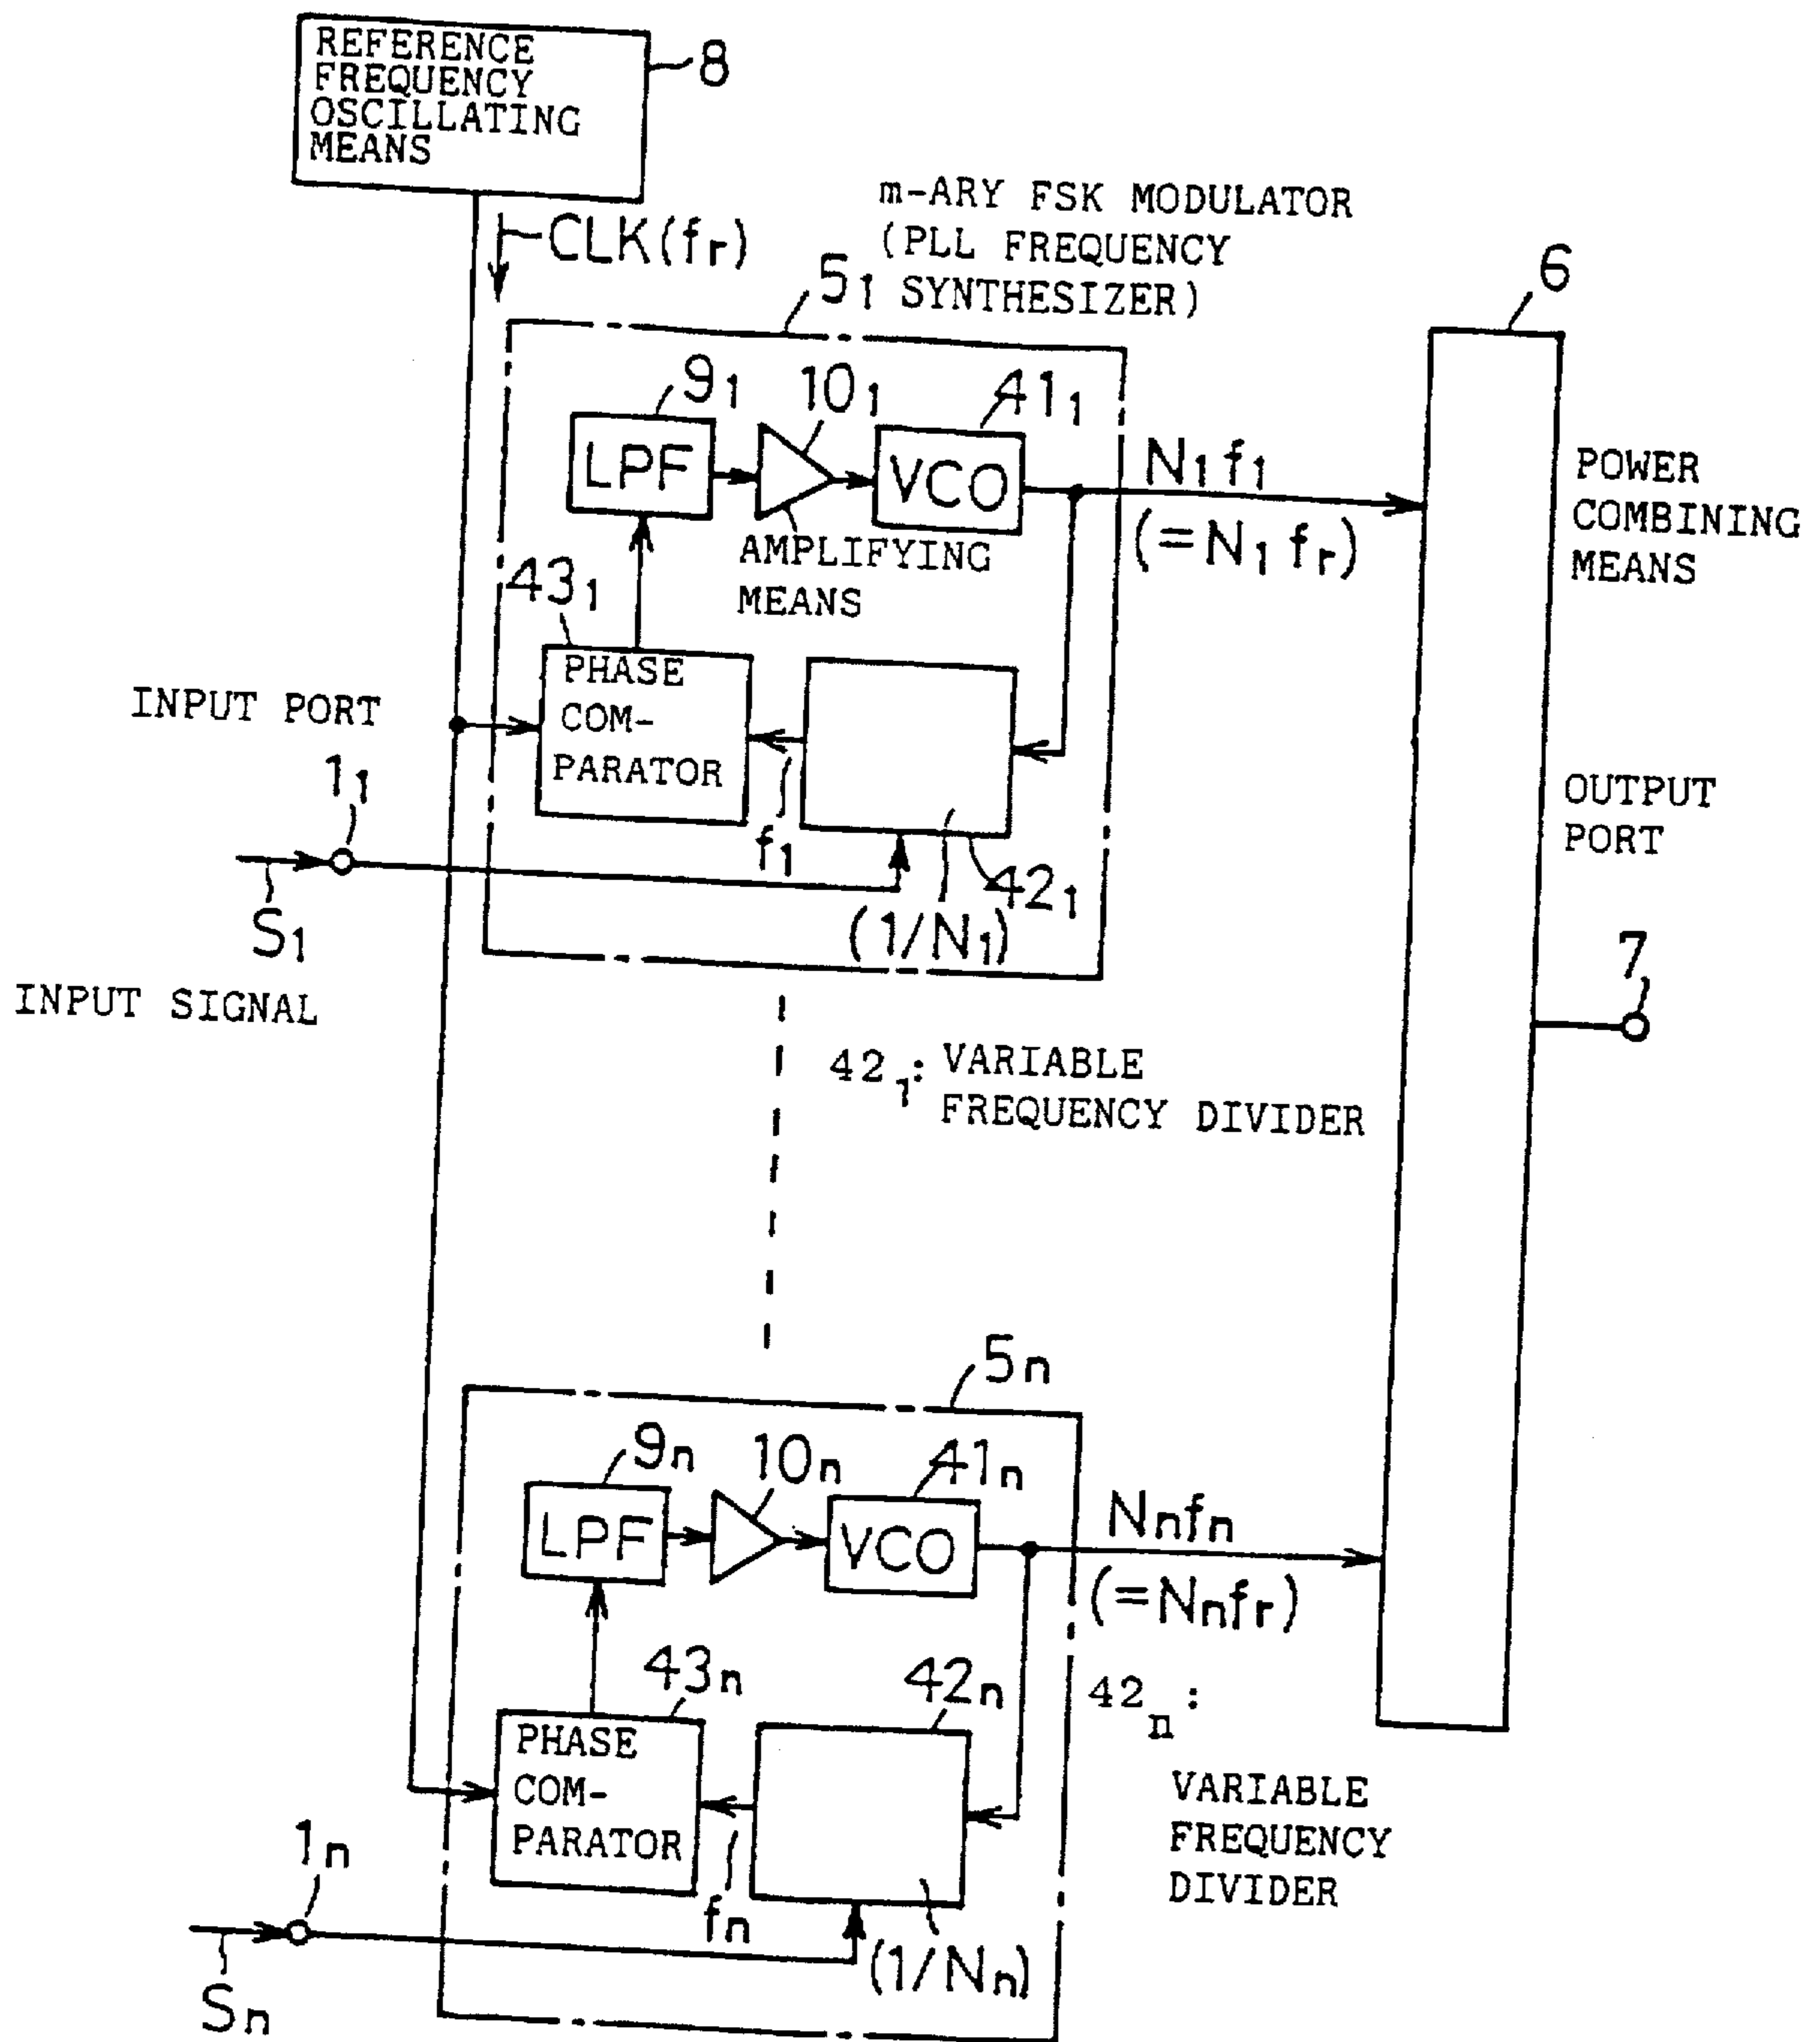 REFERENCE
FREQUENCY
OSCILLATING
MEANS
8
CLK(fr)
m-ARY FSK MODULATOR
(PLL FREQUENCY
SYNTHESIZER)
5₁
6
9₁
10₁
41₁
LPF
VCO
N₁f₁
(=N₁fr)
POWER
COMBINING
MEANS
AMPLIFYING
MEANS
43₁
PHASE
COM-
PARATOR
INPUT PORT
1₁
f₁
42₁
(1/N₁)
S₁
INPUT SIGNAL
OUTPUT
PORT
7
42₁: VARIABLE
FREQUENCY DIVIDER
5n
9n
10n
41n
LPF
VCO
Nnfn
(=Nnfr)
43n
42n
42n:
VARIABLE
FREQUENCY
DIVIDER
PHASE
COM-
PARATOR
1n
fn
(1/Nn)
Sn